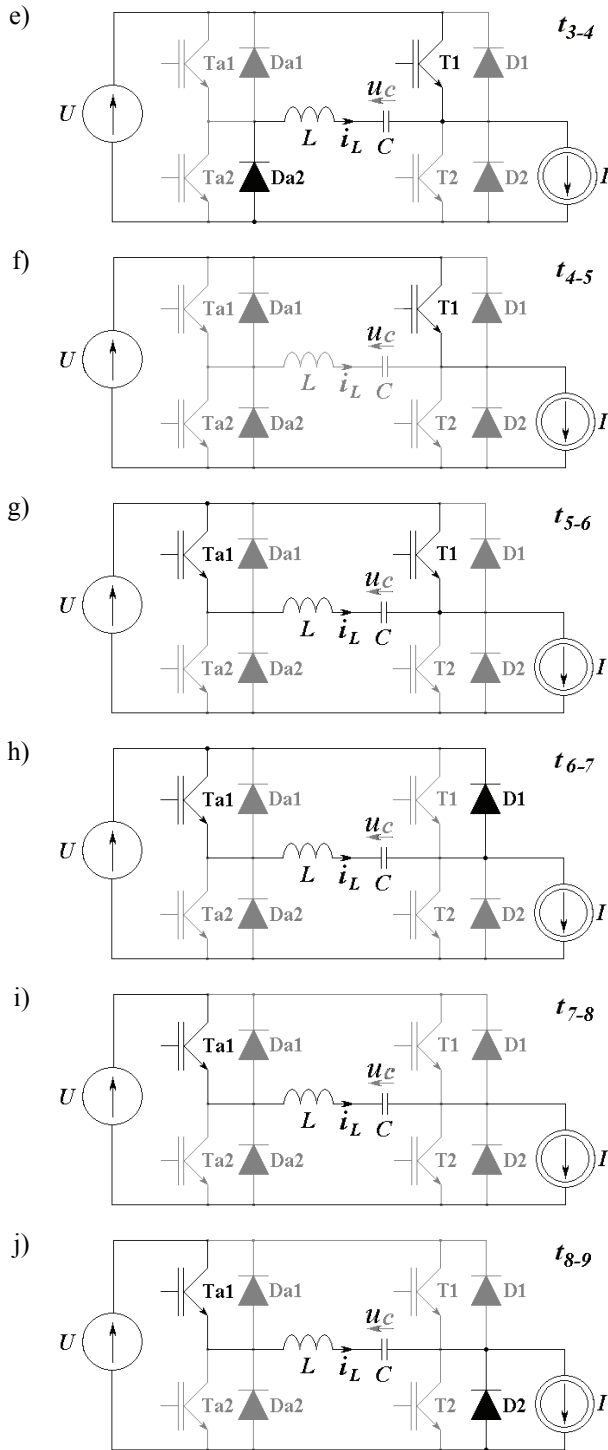 e) t3-4
Ta1 Da1 T1 D1
U L iL uc C I
Ta2 Da2 T2 D2
f) t4-5
Ta1 Da1 T1 D1
U L iL uc C I
Ta2 Da2 T2 D2
g) t5-6
Ta1 Da1 T1 D1
U L iL uc C I
Ta2 Da2 T2 D2
h) t6-7
Ta1 Da1 T1 D1
U L iL uc C I
Ta2 Da2 T2 D2
i) t7-8
Ta1 Da1 T1 D1
U L iL uc C I
Ta2 Da2 T2 D2
j) t8-9
Ta1 Da1 T1 D1
U L iL uc C I
Ta2 Da2 T2 D2